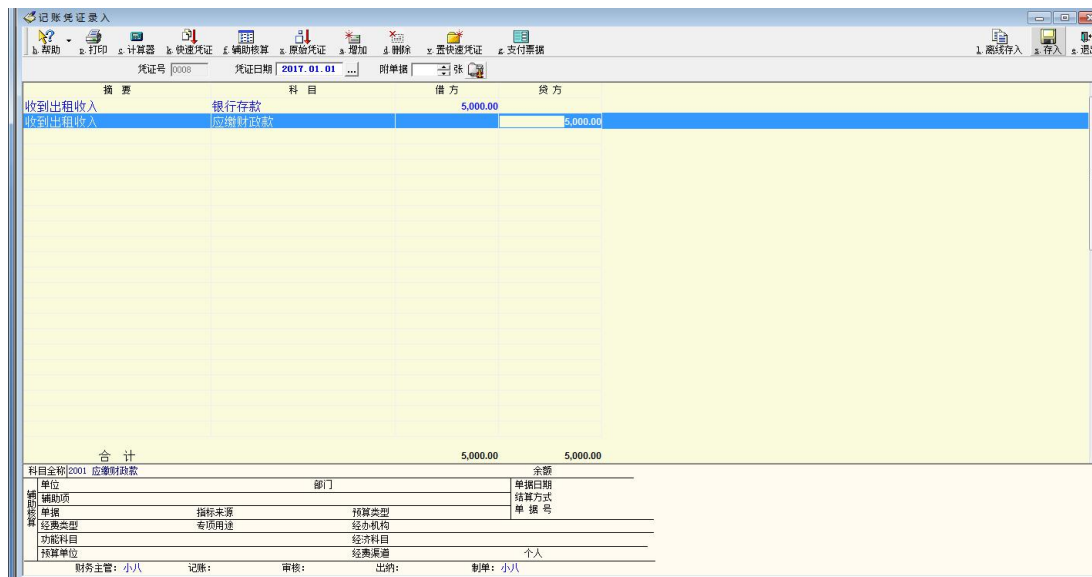 记账凭证录入
h.帮助 p.打印 c.计算器 k.快速凭证 f.辅助核算 z.原始凭证 a.增加 d.删除 v.置快速凭证 g.支付票据 l.离线存入 s.存入
凭证号 0008 凭证日期 2017.01.01 ... 附单据 张
摘 要 科 目 借 方 贷 方
收到出租收入 银行存款 5,000.00
收到出租收入 应缴财政款 5,000.00
合 计 5,000.00 5,000.00
科目全称 2001 应缴财政款 余额
辅助核算
单位 部门 单据日期
辅助项 结算方式
单据 指标来源 预算类型 单 据 号
经费类型 专项用途 经办机构
功能科目 经济科目
预算单位 经费渠道 个人
财务主管: 小八 记账: 审核: 出纳: 制单: 小八